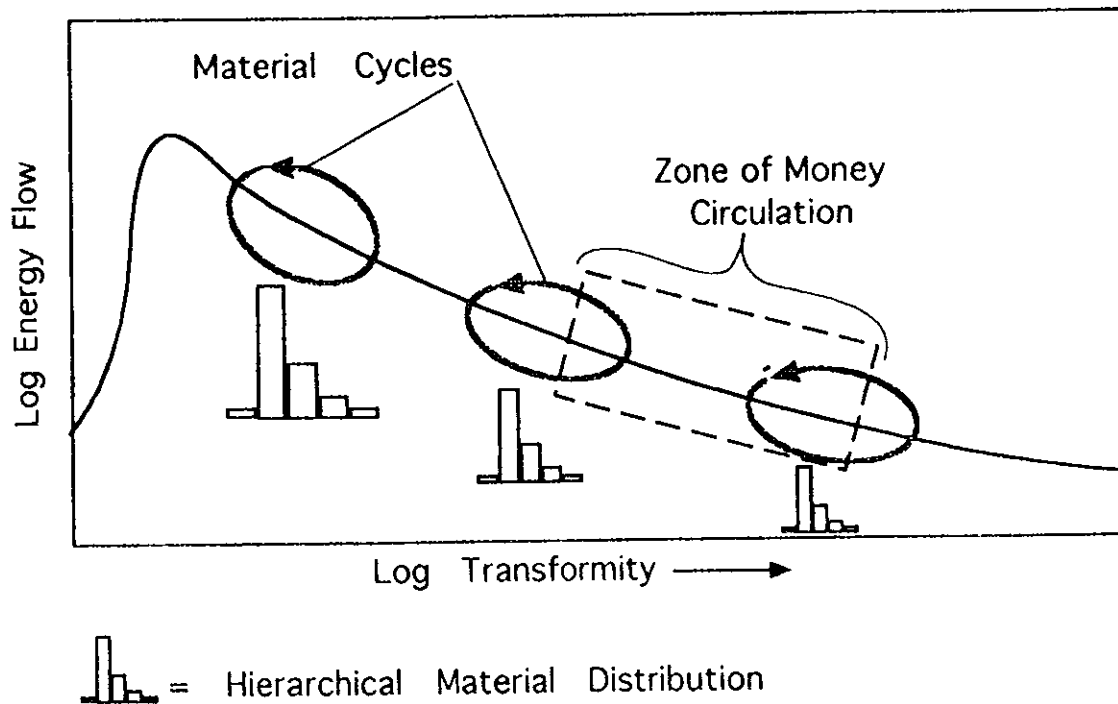 Material Cycles
Zone of Money
Circulation
Log Energy Flow
Log Transformity
= Hierarchical Material Distribution